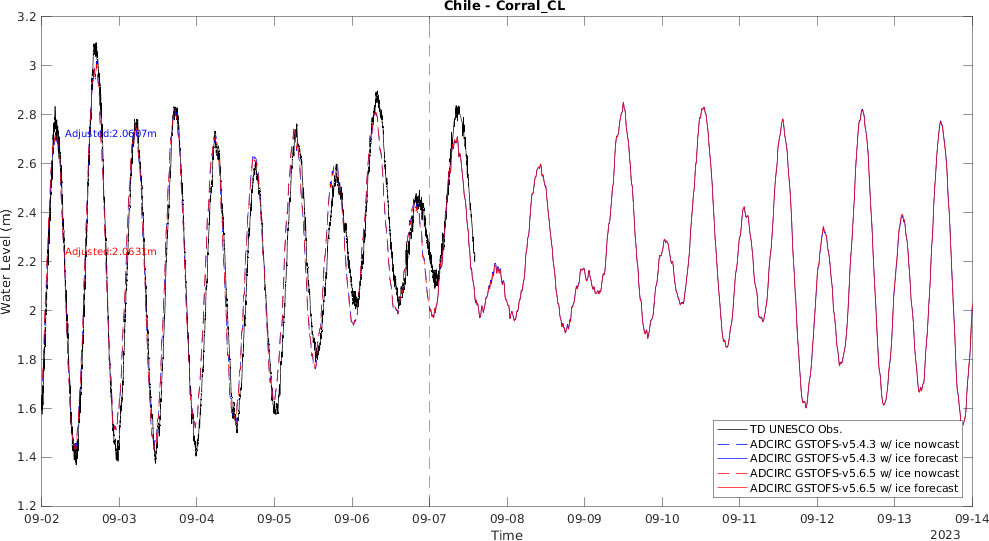 Chile - Corral_CL
3.2
3
2.8
2.6
2.4
2.2
2
1.8
1.6
1.4
1.2
Water Level (m)
Adjusted:2.0607m
Adjusted:2.0631m
TD UNESCO Obs.
ADCIRC GSTOFS-v5.4.3 w/ ice nowcast
ADCIRC GSTOFS-v5.4.3 w/ ice forecast
ADCIRC GSTOFS-v5.6.5 w/ ice nowcast
ADCIRC GSTOFS-v5.6.5 w/ ice forecast
09-02 09-03 09-04 09-05 09-06 09-07 09-08 09-09 09-10 09-11 09-12 09-13 09-14
Time
2023